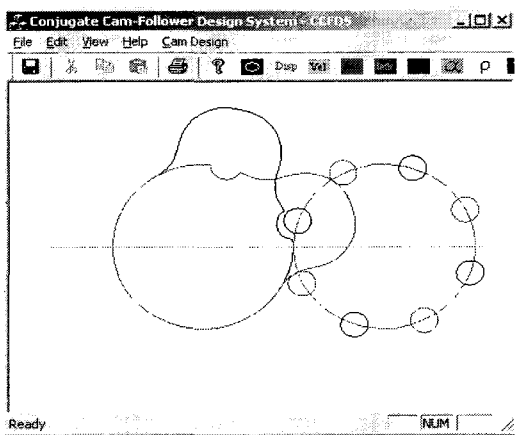 Conjugate Cam-Follower Design System - CCFDS
File Edit View Help Cam Design
Disp Vel ρ
Ready NUM